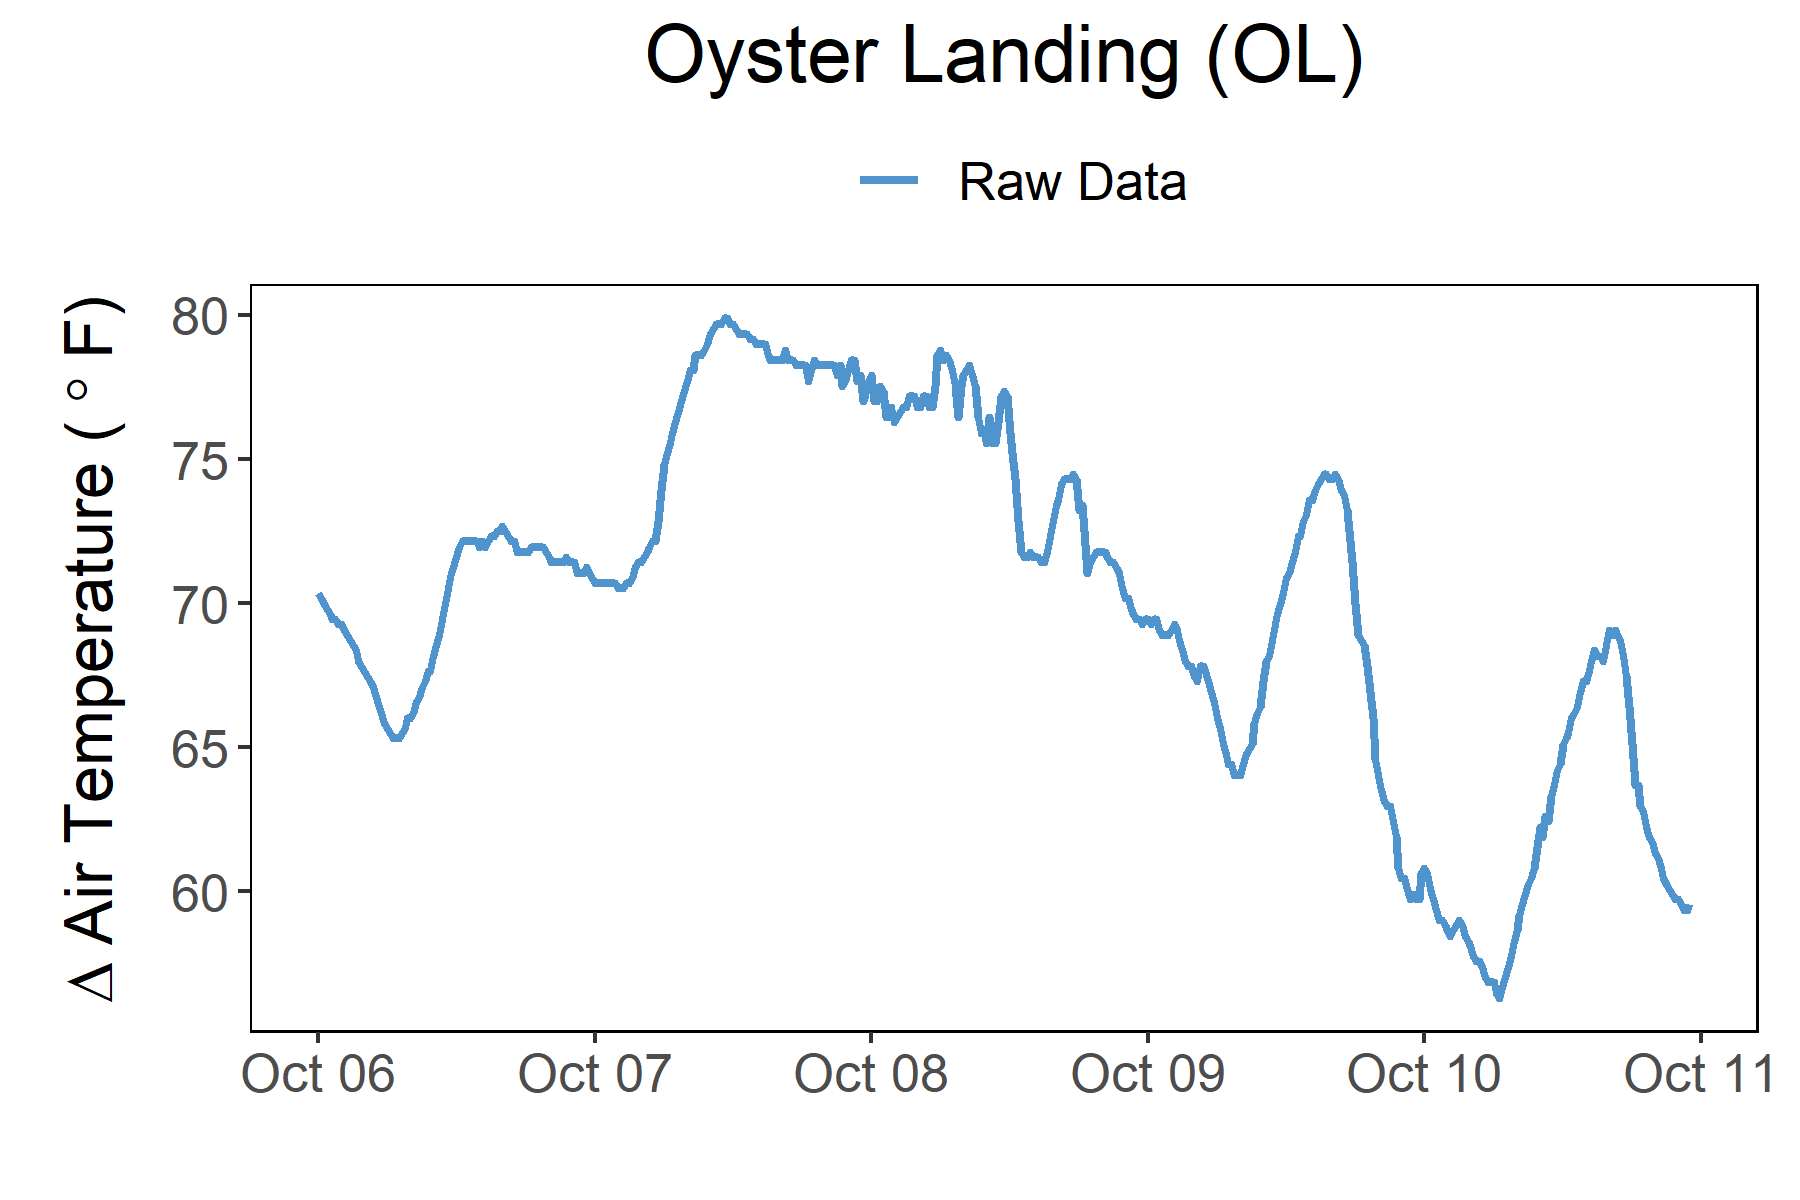 Oyster Landing (OL)
Raw Data
Δ Air Temperature ( ° F)
80
75
70
65
60
Oct 06 Oct 07 Oct 08 Oct 09 Oct 10 Oct 11